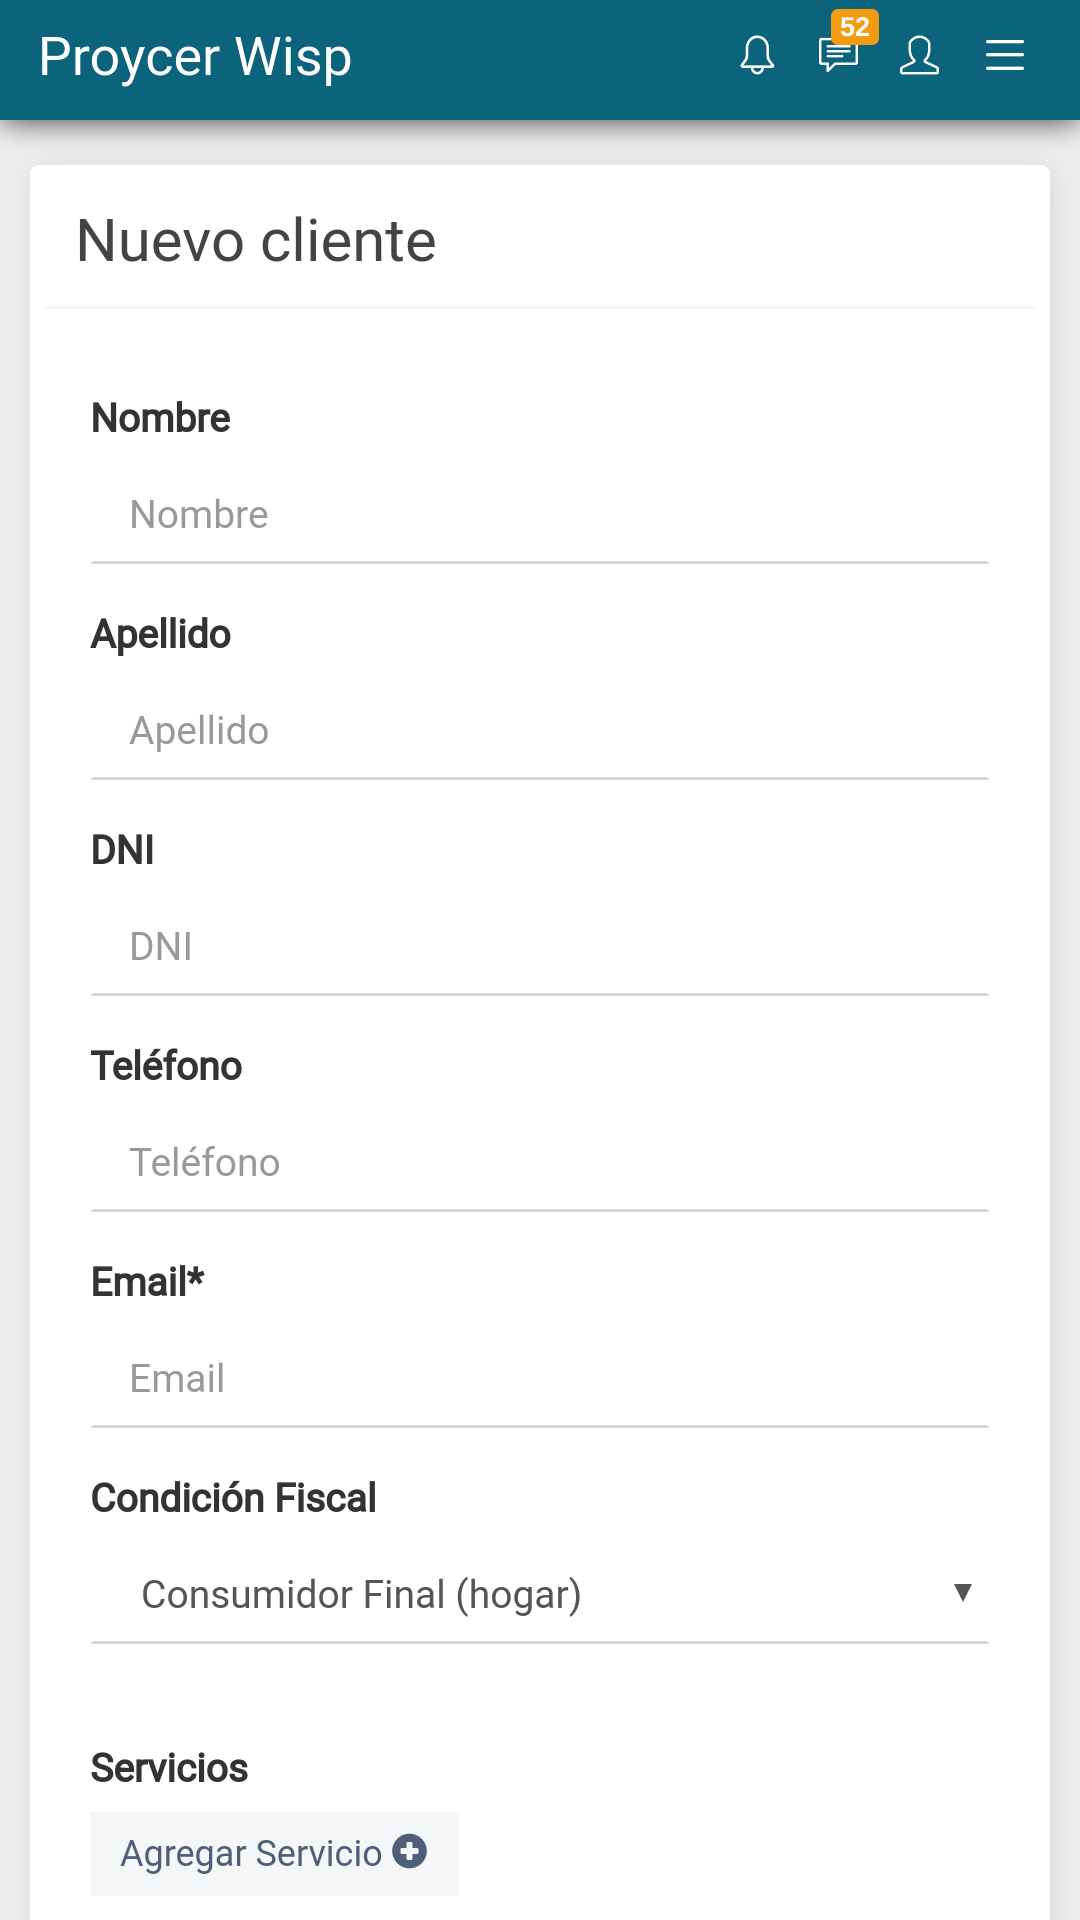 Proycer Wisp
52
Nuevo cliente
Nombre
Nombre
Apellido
Apellido
DNI
DNI
Teléfono
Teléfono
Email*
Email
Condición Fiscal
Consumidor Final (hogar)
Servicios
Agregar Servicio